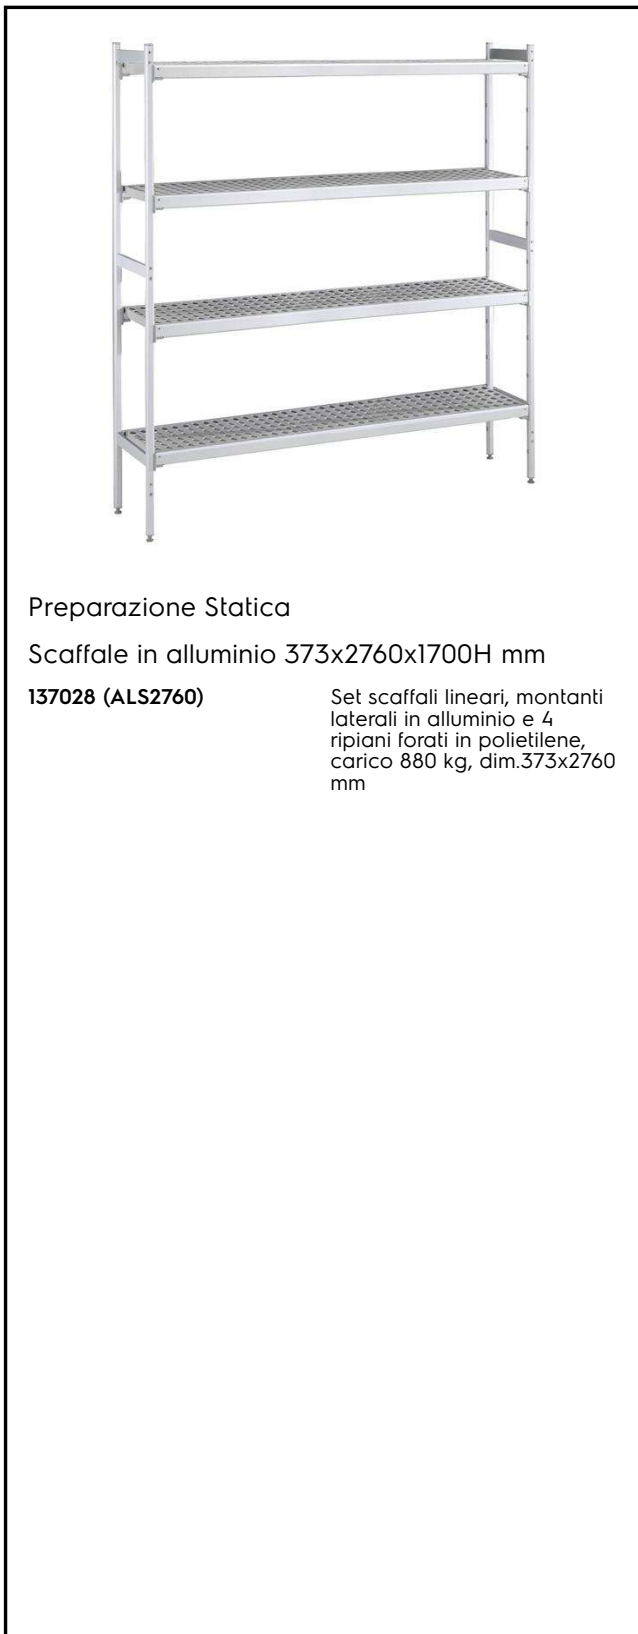 Preparazione Statica
Scaffale in alluminio 373x2760x1700H mm
137028 (ALS2760)
Set scaffali lineari, montanti
laterali in alluminio e 4
ripiani forati in polietilene,
carico 880 kg, dim.373x2760
mm